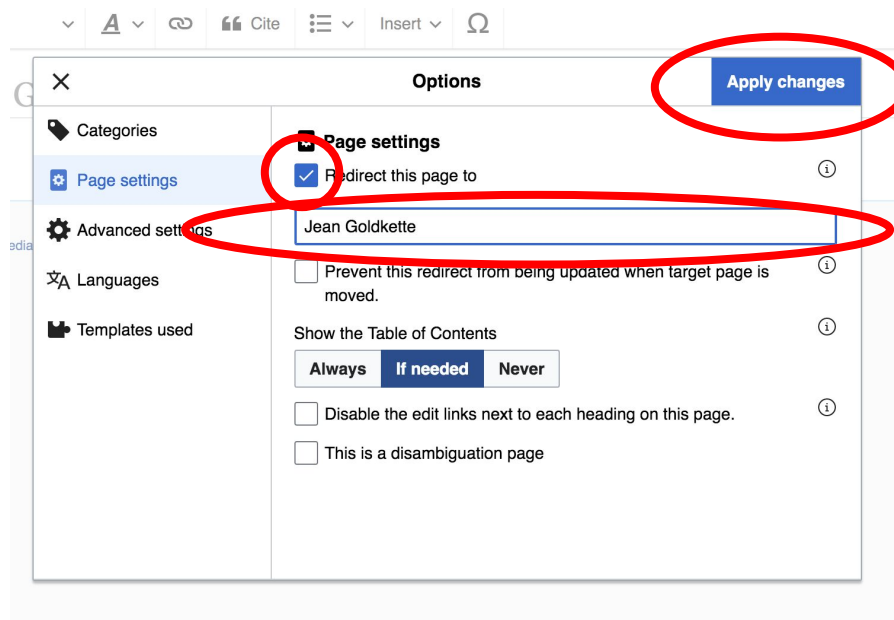 A Cite Insert Ω
G
Options
Apply changes
Categories
Page settings
Advanced settings
Languages
Templates used
edia
Page settings
Redirect this page to
Jean Goldkette
Prevent this redirect from being updated when target page is
moved.
Show the Table of Contents
Always If needed Never
Disable the edit links next to each heading on this page.
This is a disambiguation page